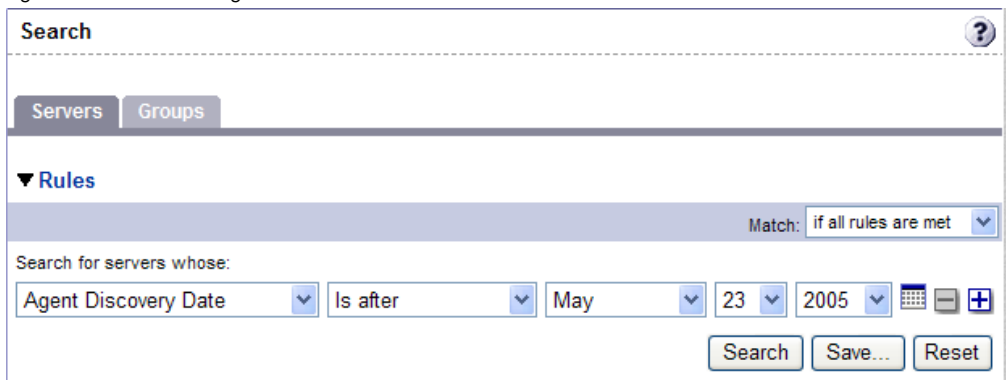 Search
?
Servers Groups
Rules
Match: if all rules are met
Search for servers whose:
Agent Discovery Date Is after May 23 2005
Search Save... Reset